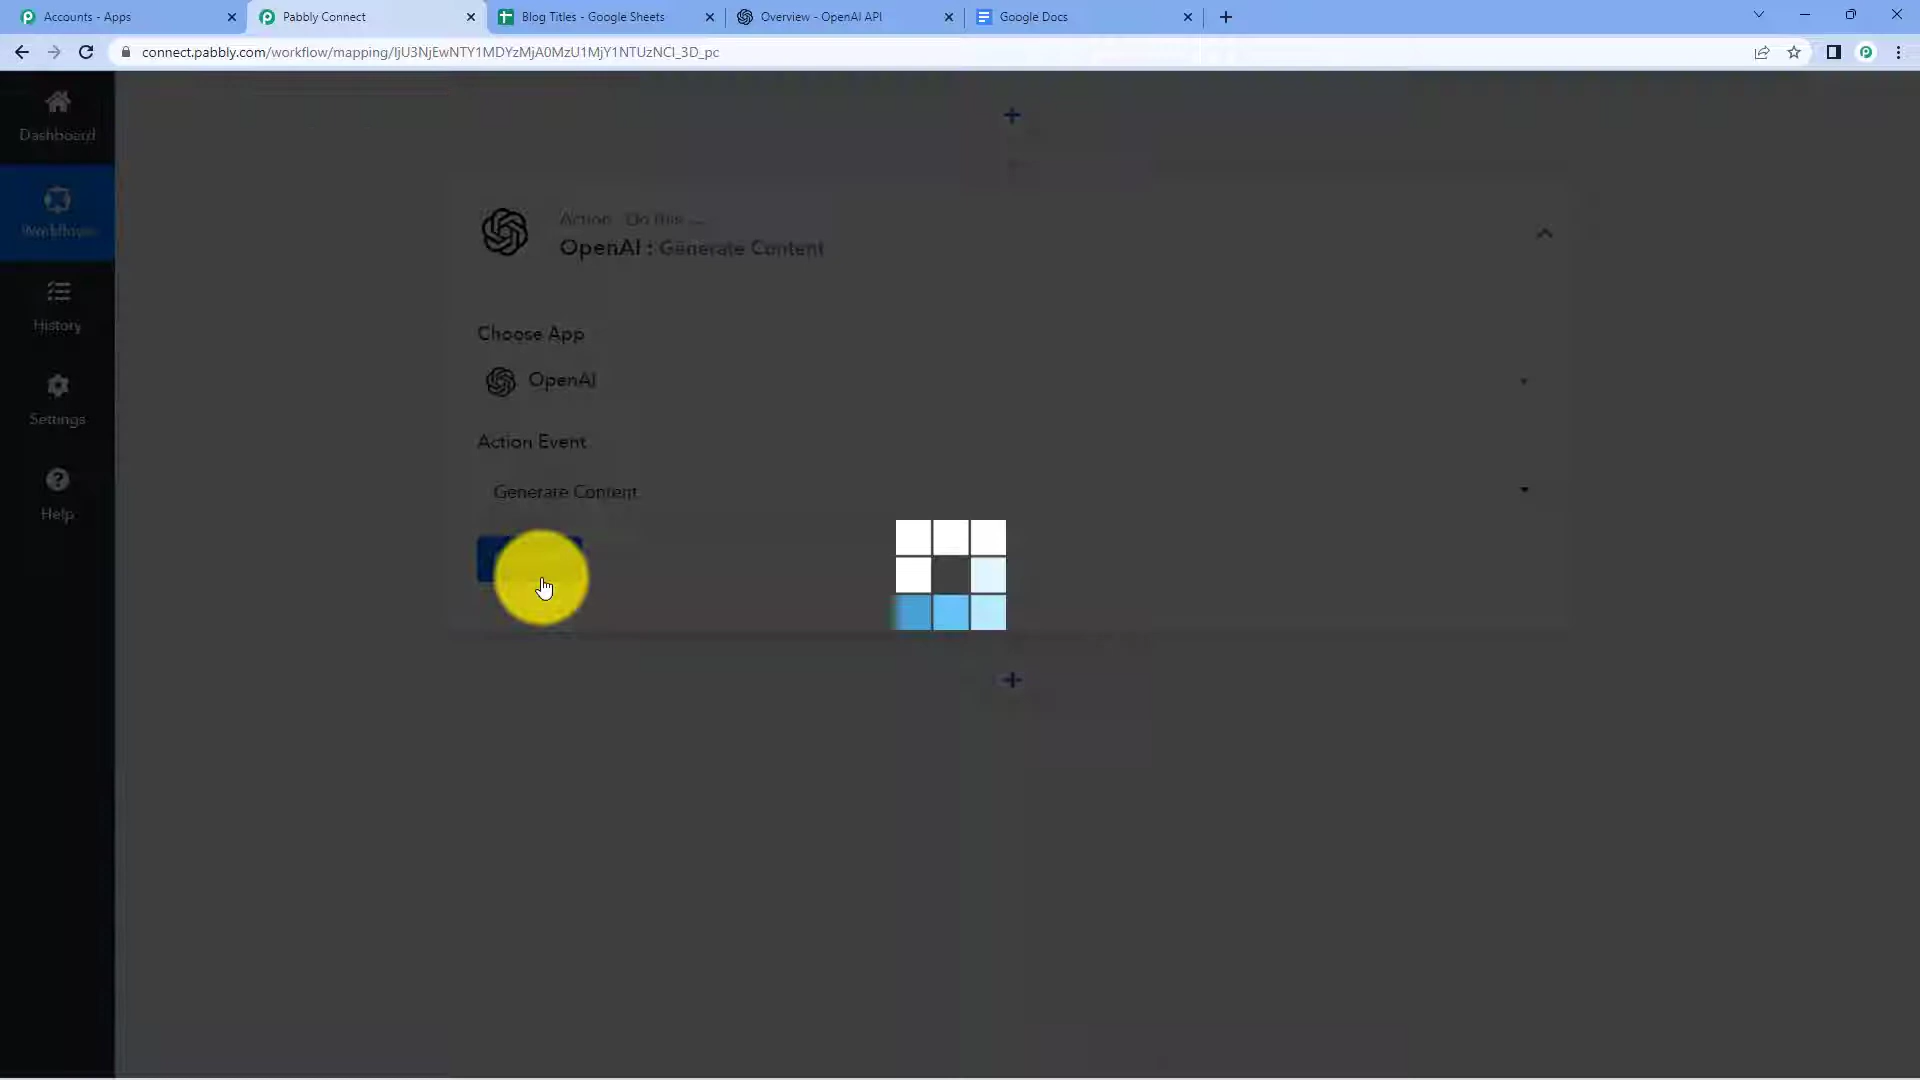 Accounts - Apps
Pabbly Connect
Blog Titles - Google Sheets
Overview - OpenAI API
Google Docs
connect.pabbly.com/workflow/mapping/IjU3NjEwNTY1MDYzMjA0MzU1MjY1NTUzNCI_3D_pc
Dashboard
Workflow
History
Settings
Help
Action : Do this ...
OpenAI : Generate Content
Choose App
OpenAI
Action Event
Generate Content